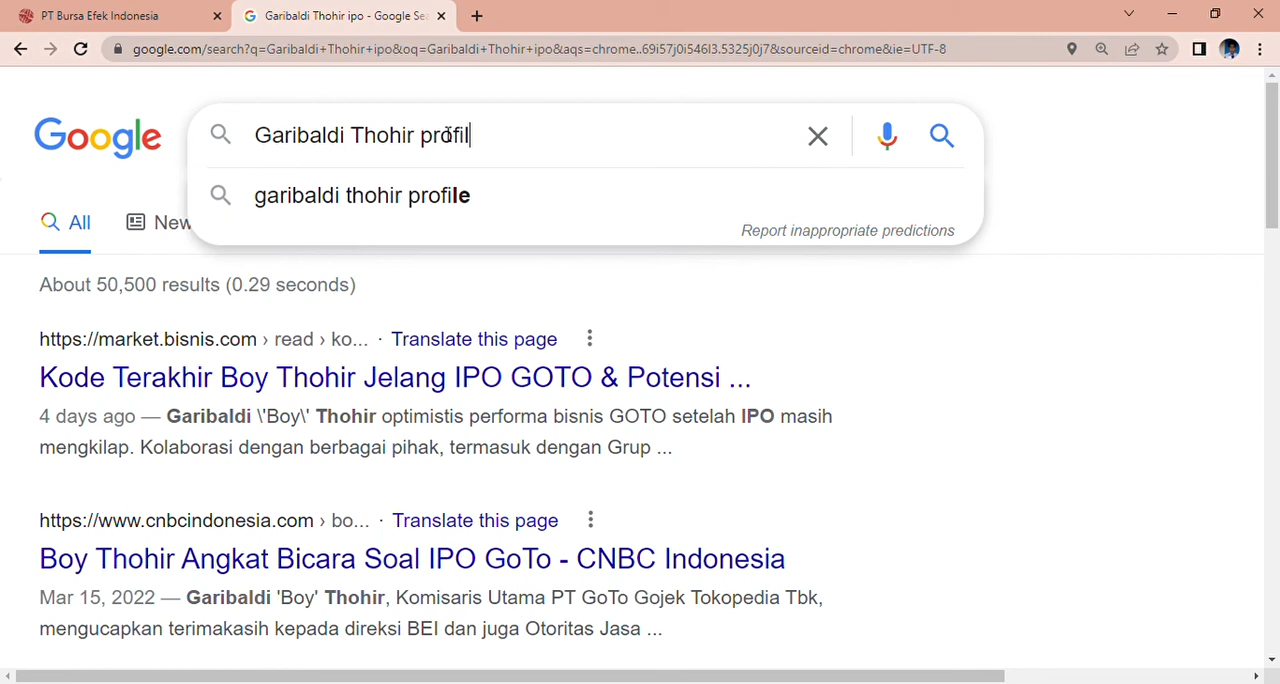 PT Bursa Efek Indonesia
Garibaldi Thohir ipo - Google Sea
google.com/search?q=Garibaldi+Thohir+ipo&oq=Garibaldi+Thohir+ipo&aqs=chrome..69i57j0i546l3.5325j0j7&sourceid=chrome&ie=UTF-8
Google
Garibaldi Thohir profil
garibaldi thohir profile
Report inappropriate predictions
All
New
About 50,500 results (0.29 seconds)
https://market.bisnis.com › read › ko... · Translate this page
Kode Terakhir Boy Thohir Jelang IPO GOTO & Potensi ...
4 days ago — Garibaldi \'Boy\' Thohir optimistis performa bisnis GOTO setelah IPO masih
mengkilap. Kolaborasi dengan berbagai pihak, termasuk dengan Grup ...
https://www.cnbcindonesia.com › bo... · Translate this page
Boy Thohir Angkat Bicara Soal IPO GoTo - CNBC Indonesia
Mar 15, 2022 — Garibaldi 'Boy' Thohir, Komisaris Utama PT GoTo Gojek Tokopedia Tbk,
mengucapkan terimakasih kepada direksi BEI dan juga Otoritas Jasa ...